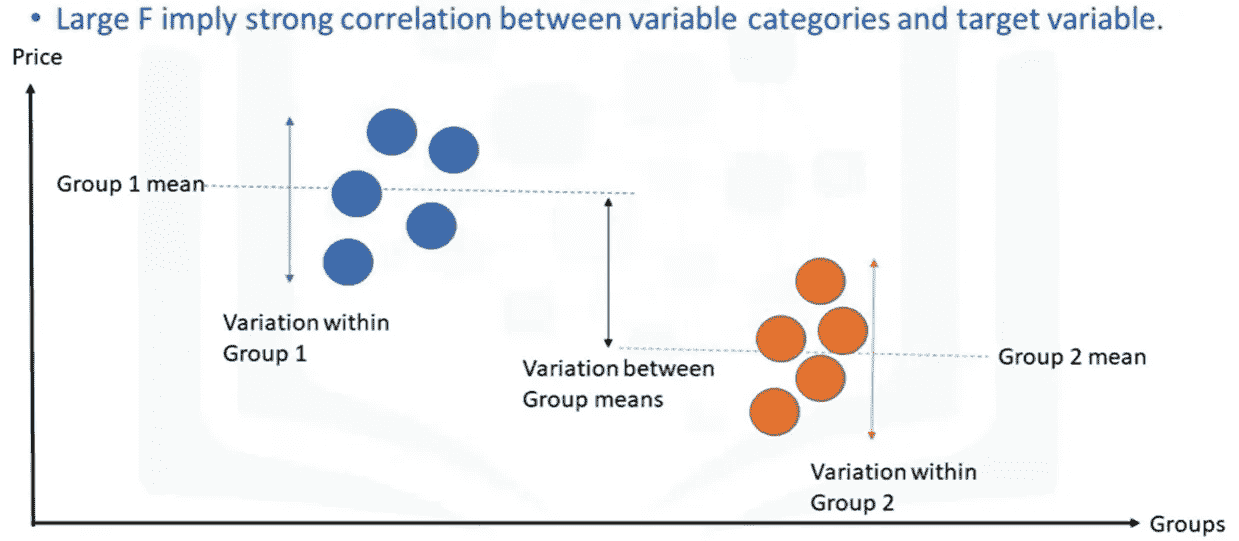 • Large F imply strong correlation between variable categories and target variable.
Price
Group 1 mean
Variation within
Group 1
Variation between
Group means
Group 2 mean
Variation within
Group 2
Groups